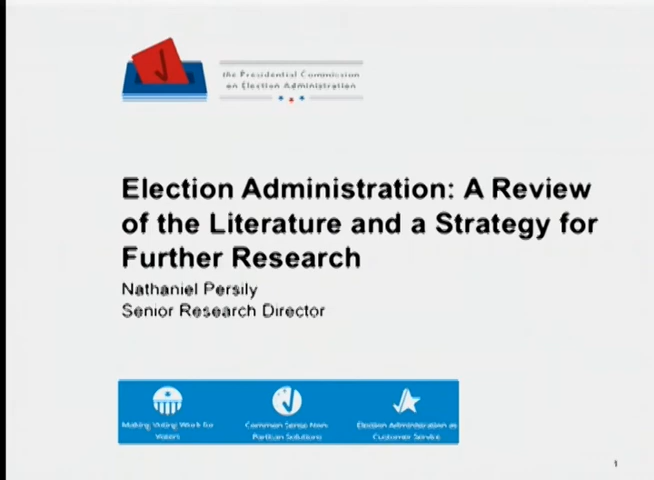 the Presidential Commission
on Election Administration
Election Administration: A Review
of the Literature and a Strategy for
Further Research
Nathaniel Persily
Senior Research Director
Making Voting Work for
Voters
Common Sense Non-
Partisan Solutions
Election Administration as
Customer Service
1